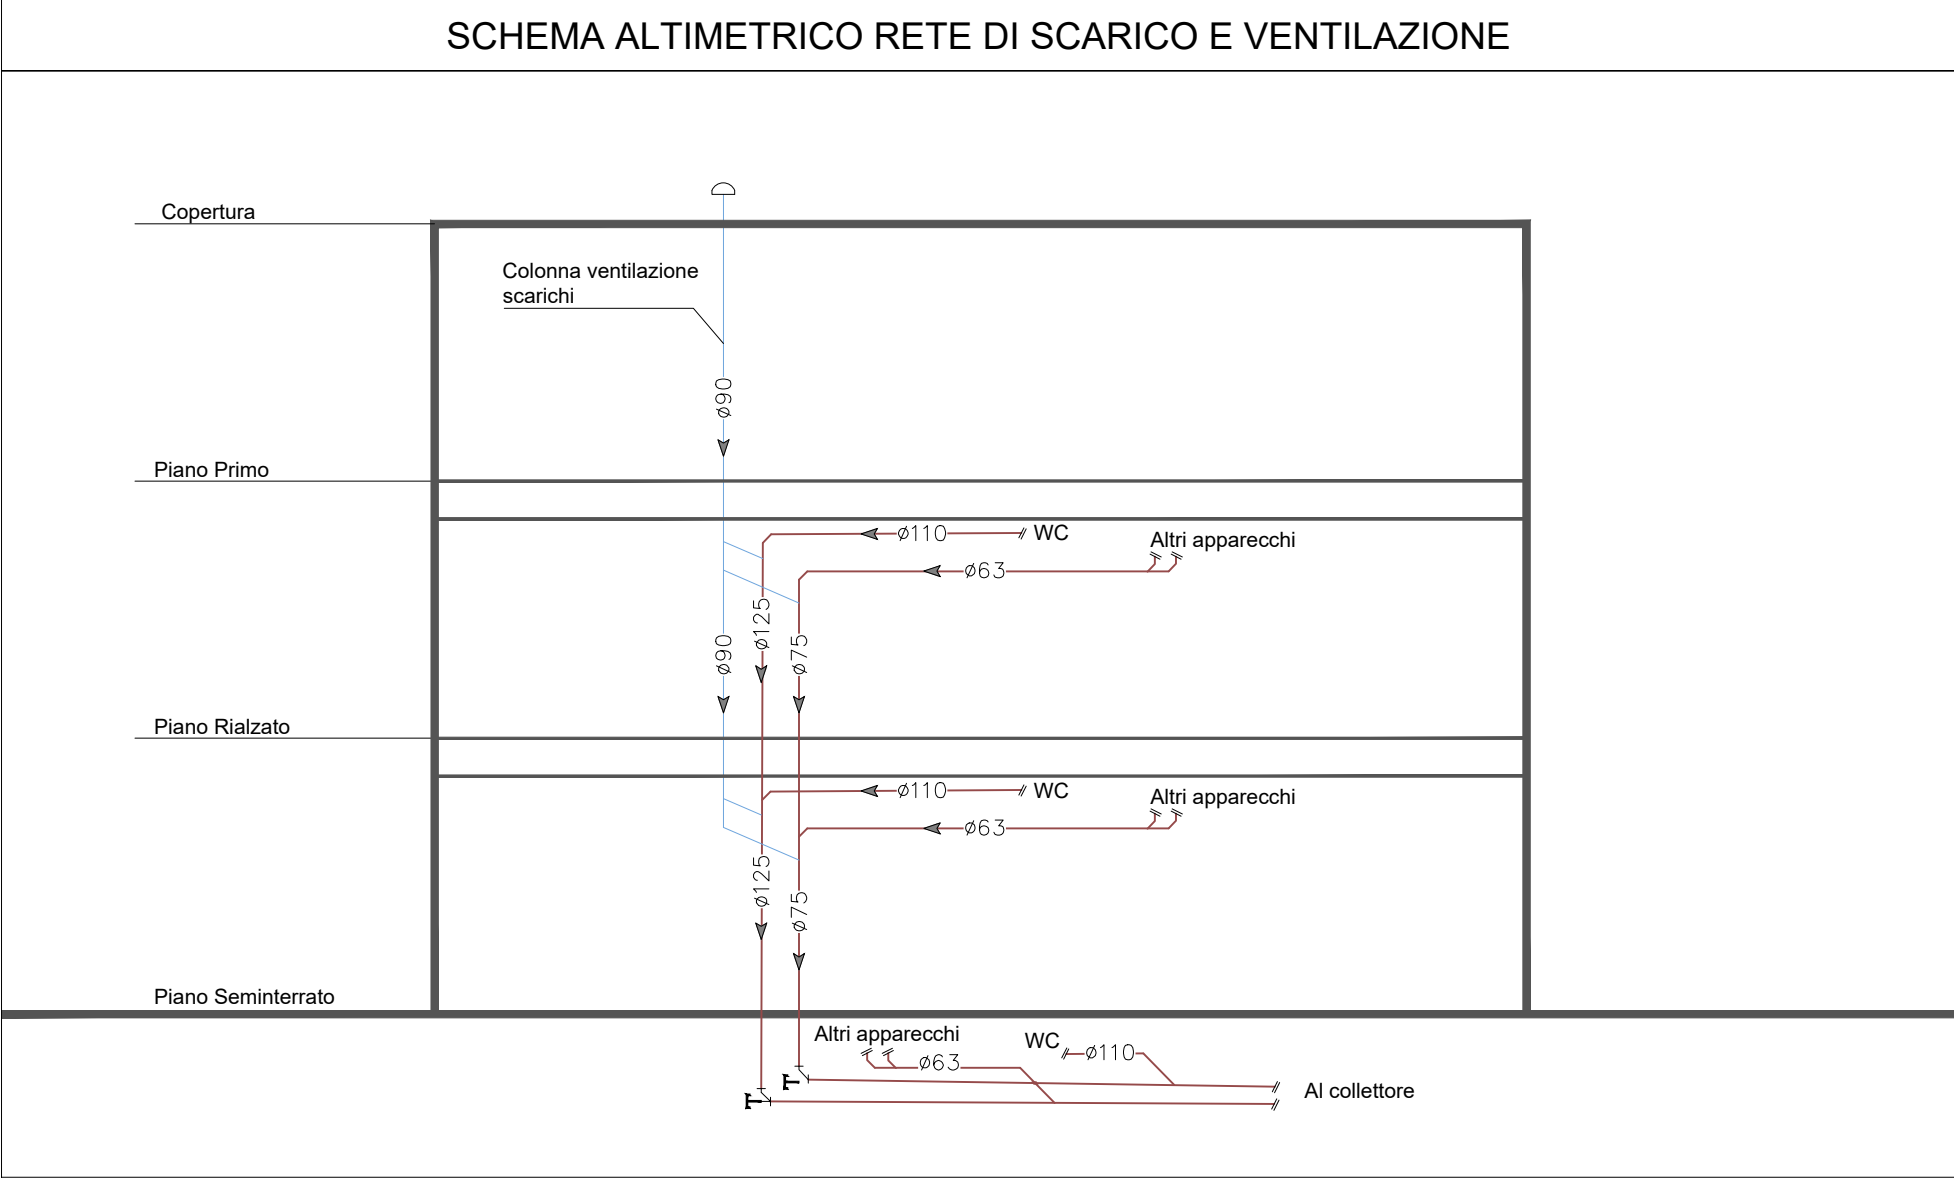 SCHEMA ALTIMETRICO RETE DI SCARICO E VENTILAZIONE
Copertura
Colonna ventilazione
scarichi
ø90
Piano Primo
ø110
WC
Altri apparecchi
ø63
ø125
ø90
ø75
Piano Rialzato
ø110
WC
Altri apparecchi
ø63
ø125
ø75
Piano Seminterrato
Altri apparecchi
WC
ø63
ø110
Al collettore